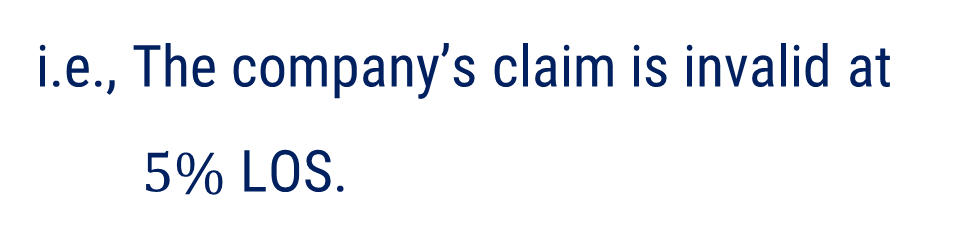 i.e., The company’s claim is invalid at
5% LOS.